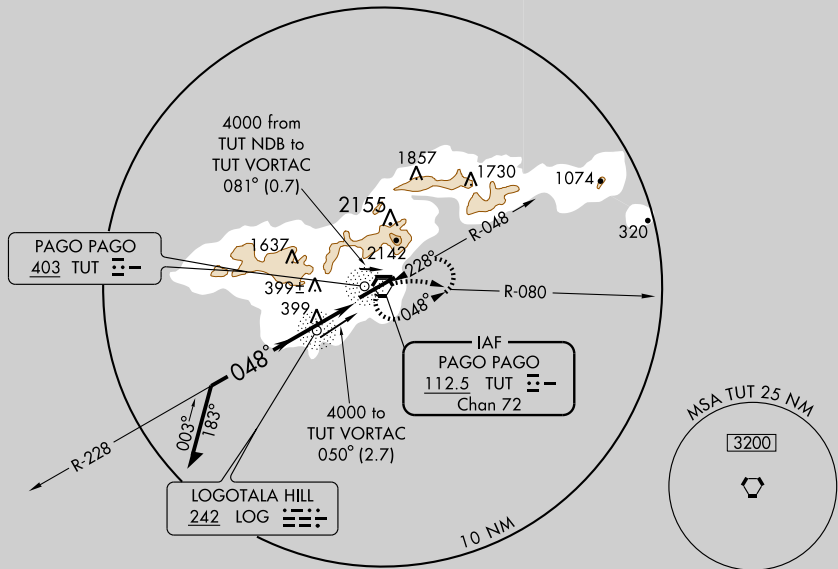 4000 from
TUT NDB to
TUT VORTAC
081° (0.7)
1857
1730
1074
2155
R-048
320
PAGO PAGO
403 TUT
1637
2142
228°
399±
R-080
048°
399
IAF
PAGO PAGO
112.5 TUT
Chan 72
048°
MSA TUT 25 NM
3200
4000 to
TUT VORTAC
050° (2.7)
003°
183°
R-228
LOGOTALA HILL
242 LOG
10 NM